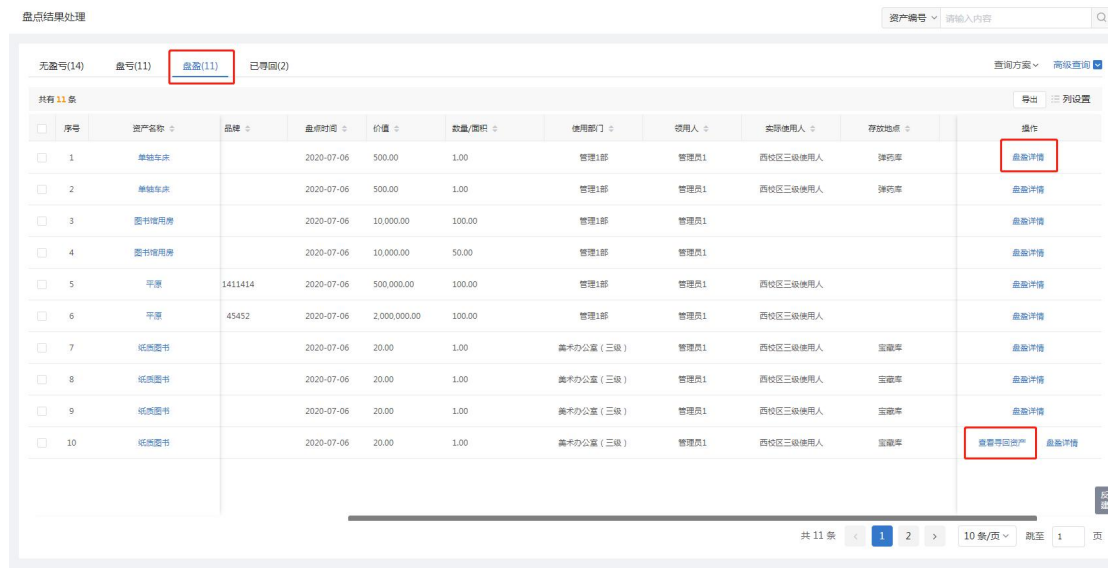 盘点结果处理 资产编号 请输入内容
无盈亏(14) 盘亏(11) 盘盈(11) 已寻回(2) 查询方案 高级查询
共有 11 条 导出 列设置
序号 资产名称 品牌 盘点时间 价值 数量/面积 使用部门 领用人 实际使用人 存放地点 操作
1 单轴车床 2020-07-06 500.00 1.00 管理1部 管理员1 西校区三级使用人 弹药库 盘盈详情
2 单轴车床 2020-07-06 500.00 1.00 管理1部 管理员1 西校区三级使用人 弹药库 盘盈详情
3 图书馆用房 2020-07-06 10,000.00 100.00 管理1部 管理员1 盘盈详情
4 图书馆用房 2020-07-06 10,000.00 50.00 管理1部 管理员1 盘盈详情
5 平原 1411414 2020-07-06 500,000.00 100.00 管理1部 管理员1 西校区三级使用人 盘盈详情
6 平原 45452 2020-07-06 2,000,000.00 100.00 管理1部 管理员1 西校区三级使用人 盘盈详情
7 纸质图书 2020-07-06 20.00 1.00 美术办公室（三级） 管理员1 西校区三级使用人 宝藏库 盘盈详情
8 纸质图书 2020-07-06 20.00 1.00 美术办公室（三级） 管理员1 西校区三级使用人 宝藏库 盘盈详情
9 纸质图书 2020-07-06 20.00 1.00 美术办公室（三级） 管理员1 西校区三级使用人 宝藏库 盘盈详情
10 纸质图书 2020-07-06 20.00 1.00 美术办公室（三级） 管理员1 西校区三级使用人 宝藏库 查看寻回资产 盘盈详情
共 11 条 1 2 10 条/页 跳至 1 页